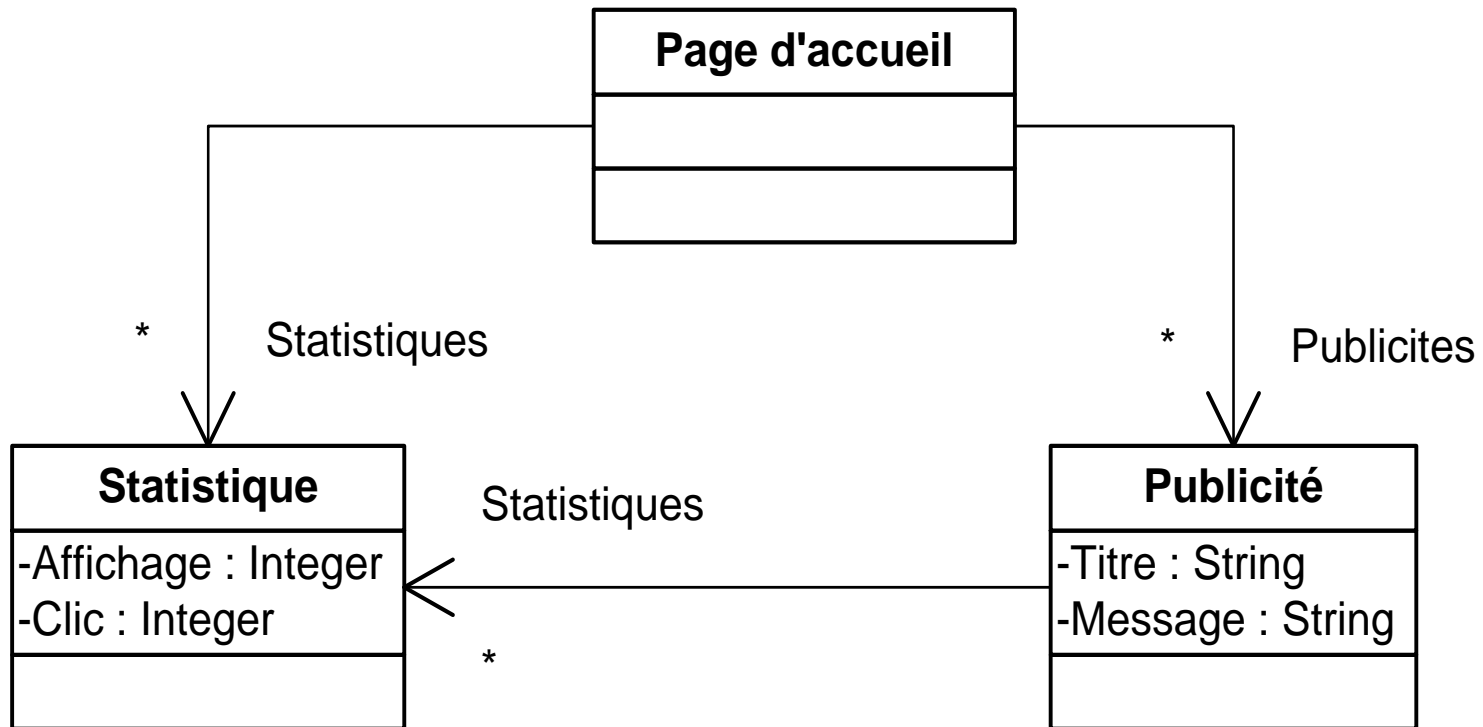 Page d'accueil
* Statistiques
* Publicites
Statistique
-Affichage : Integer
-Clic : Integer
Statistiques
*
Publicité
-Titre : String
-Message : String